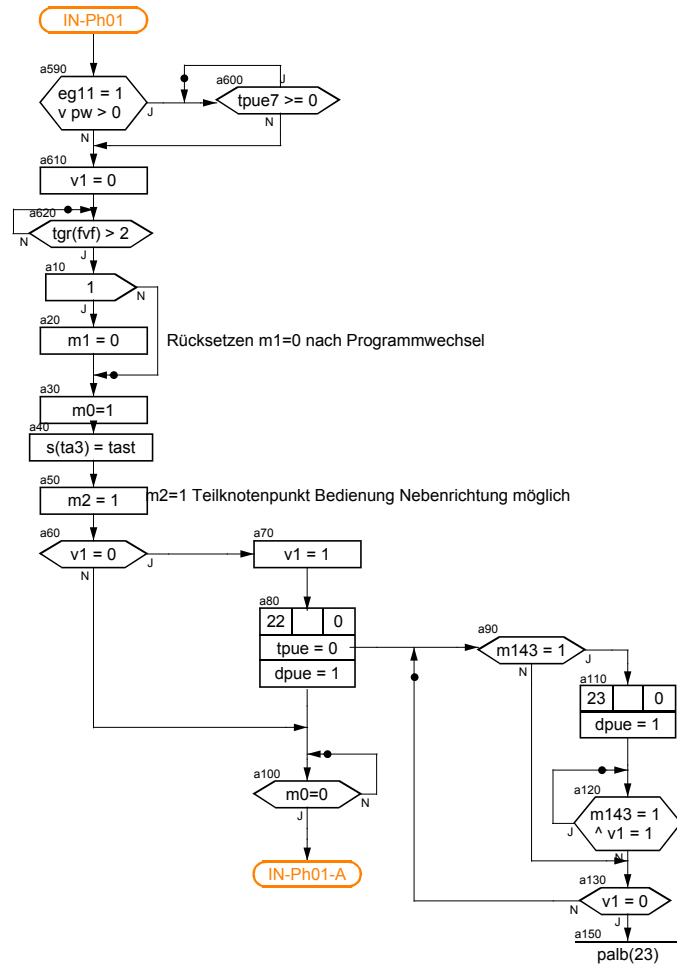 IN-Ph01
a590
eg11 = 1
v pw > 0
J
N
a600
tpue7 >= 0
J
N
a610
v1 = 0
a620
tgr(fvf) > 2
N
J
a10
1
N
J
a20
m1 = 0
Rücksetzen m1=0 nach Programmwechsel
a30
m0=1
a40
s(ta3) = tast
a50
m2 = 1
m2=1 Teilknotenpunkt Bedienung Nebenrichtung möglich
a60
v1 = 0
J
N
a70
v1 = 1
a80
22 0
tpue = 0
dpue = 1
a90
m143 = 1
J
N
a110
23 0
dpue = 1
a100
m0=0
N
J
a120
m143 = 1
^ v1 = 1
J
N
IN-Ph01-A
a130
v1 = 0
N
J
a150
palb(23)